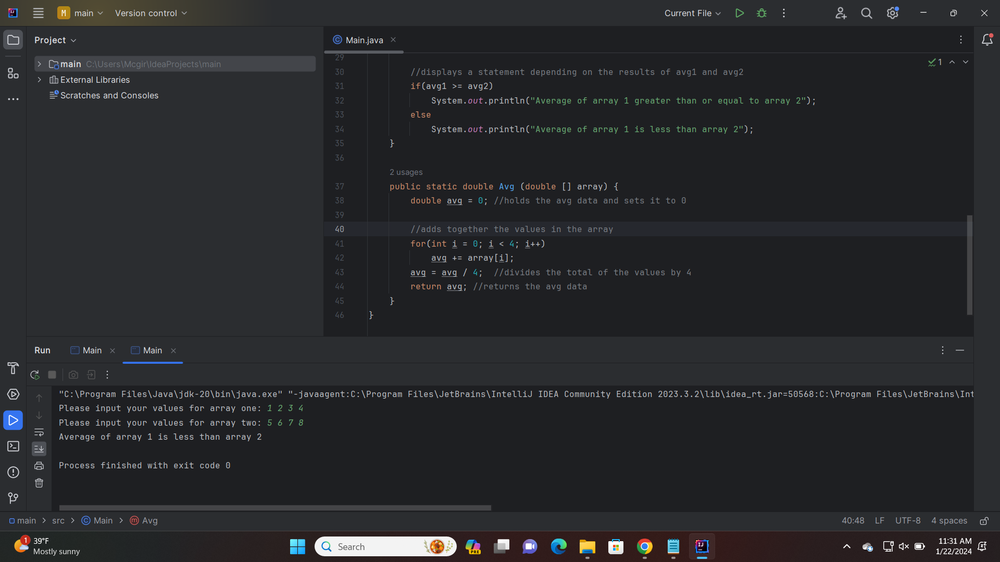 M main Version control Current File
Project
Main.java
main C:\Users\Mcgir\IdeaProjects\main
External Libraries
Scratches and Consoles
1
29
30 //displays a statement depending on the results of avg1 and avg2
31 if(avg1 >= avg2)
32 System.out.println("Average of array 1 greater than or equal to array 2");
33 else
34 System.out.println("Average of array 1 is less than array 2");
35 }
36
2 usages
37 public static double Avg (double [] array) {
38 double avg = 0; //holds the avg data and sets it to 0
39
40 //adds together the values in the array
41 for(int i = 0; i < 4; i++)
42 avg += array[i];
43 avg = avg / 4; //divides the total of the values by 4
44 return avg; //returns the avg data
45 }
46 }
Run Main Main
"C:\Program Files\Java\jdk-20\bin\java.exe" "-javaagent:C:\Program Files\JetBrains\IntelliJ IDEA Community Edition 2023.3.2\lib\idea_rt.jar=50568:C:\Program Files\JetBrains\Int
Please input your values for array one: 1 2 3 4
Please input your values for array two: 5 6 7 8
Average of array 1 is less than array 2
Process finished with exit code 0
main > src > Main > Avg
40:48 LF UTF-8 4 spaces
1 39°F
Mostly sunny
Search
PRE
11:31 AM
1/22/2024